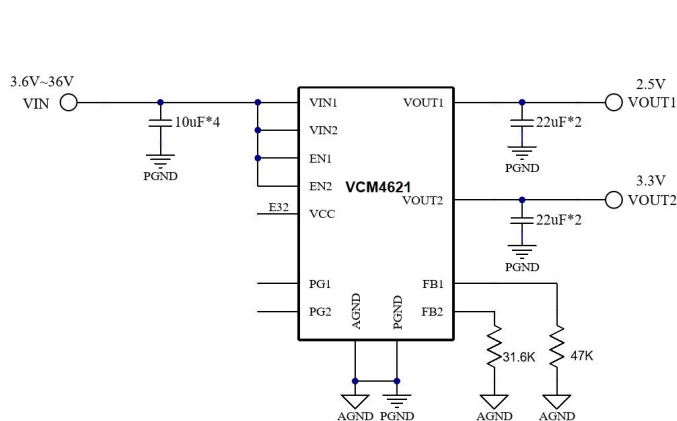 3.6V~36V
VIN
10uF*4
PGND
VIN1
VIN2
EN1
EN2
E32
VCC
PG1
PG2
VCM4621
VOUT1
VOUT2
FB1
FB2
AGND
PGND
2.5V
VOUT1
22uF*2
PGND
3.3V
VOUT2
22uF*2
PGND
31.6K
47K
AGND PGND
AGND
AGND